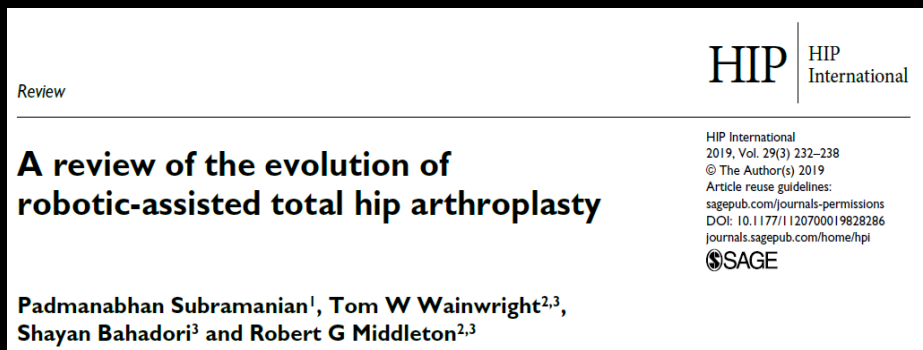 Review
HIP
HIP
International
A review of the evolution of
robotic-assisted total hip arthroplasty
HIP International
2019, Vol. 29(3) 232–238
© The Author(s) 2019
Article reuse guidelines:
sagepub.com/journals-permissions
DOI: 10.1177/1120700019828286
journals.sagepub.com/home/hpi
SAGE
Padmanabhan Subramanian¹, Tom W Wainwright²,³,
Shayan Bahadori³ and Robert G Middleton²,³